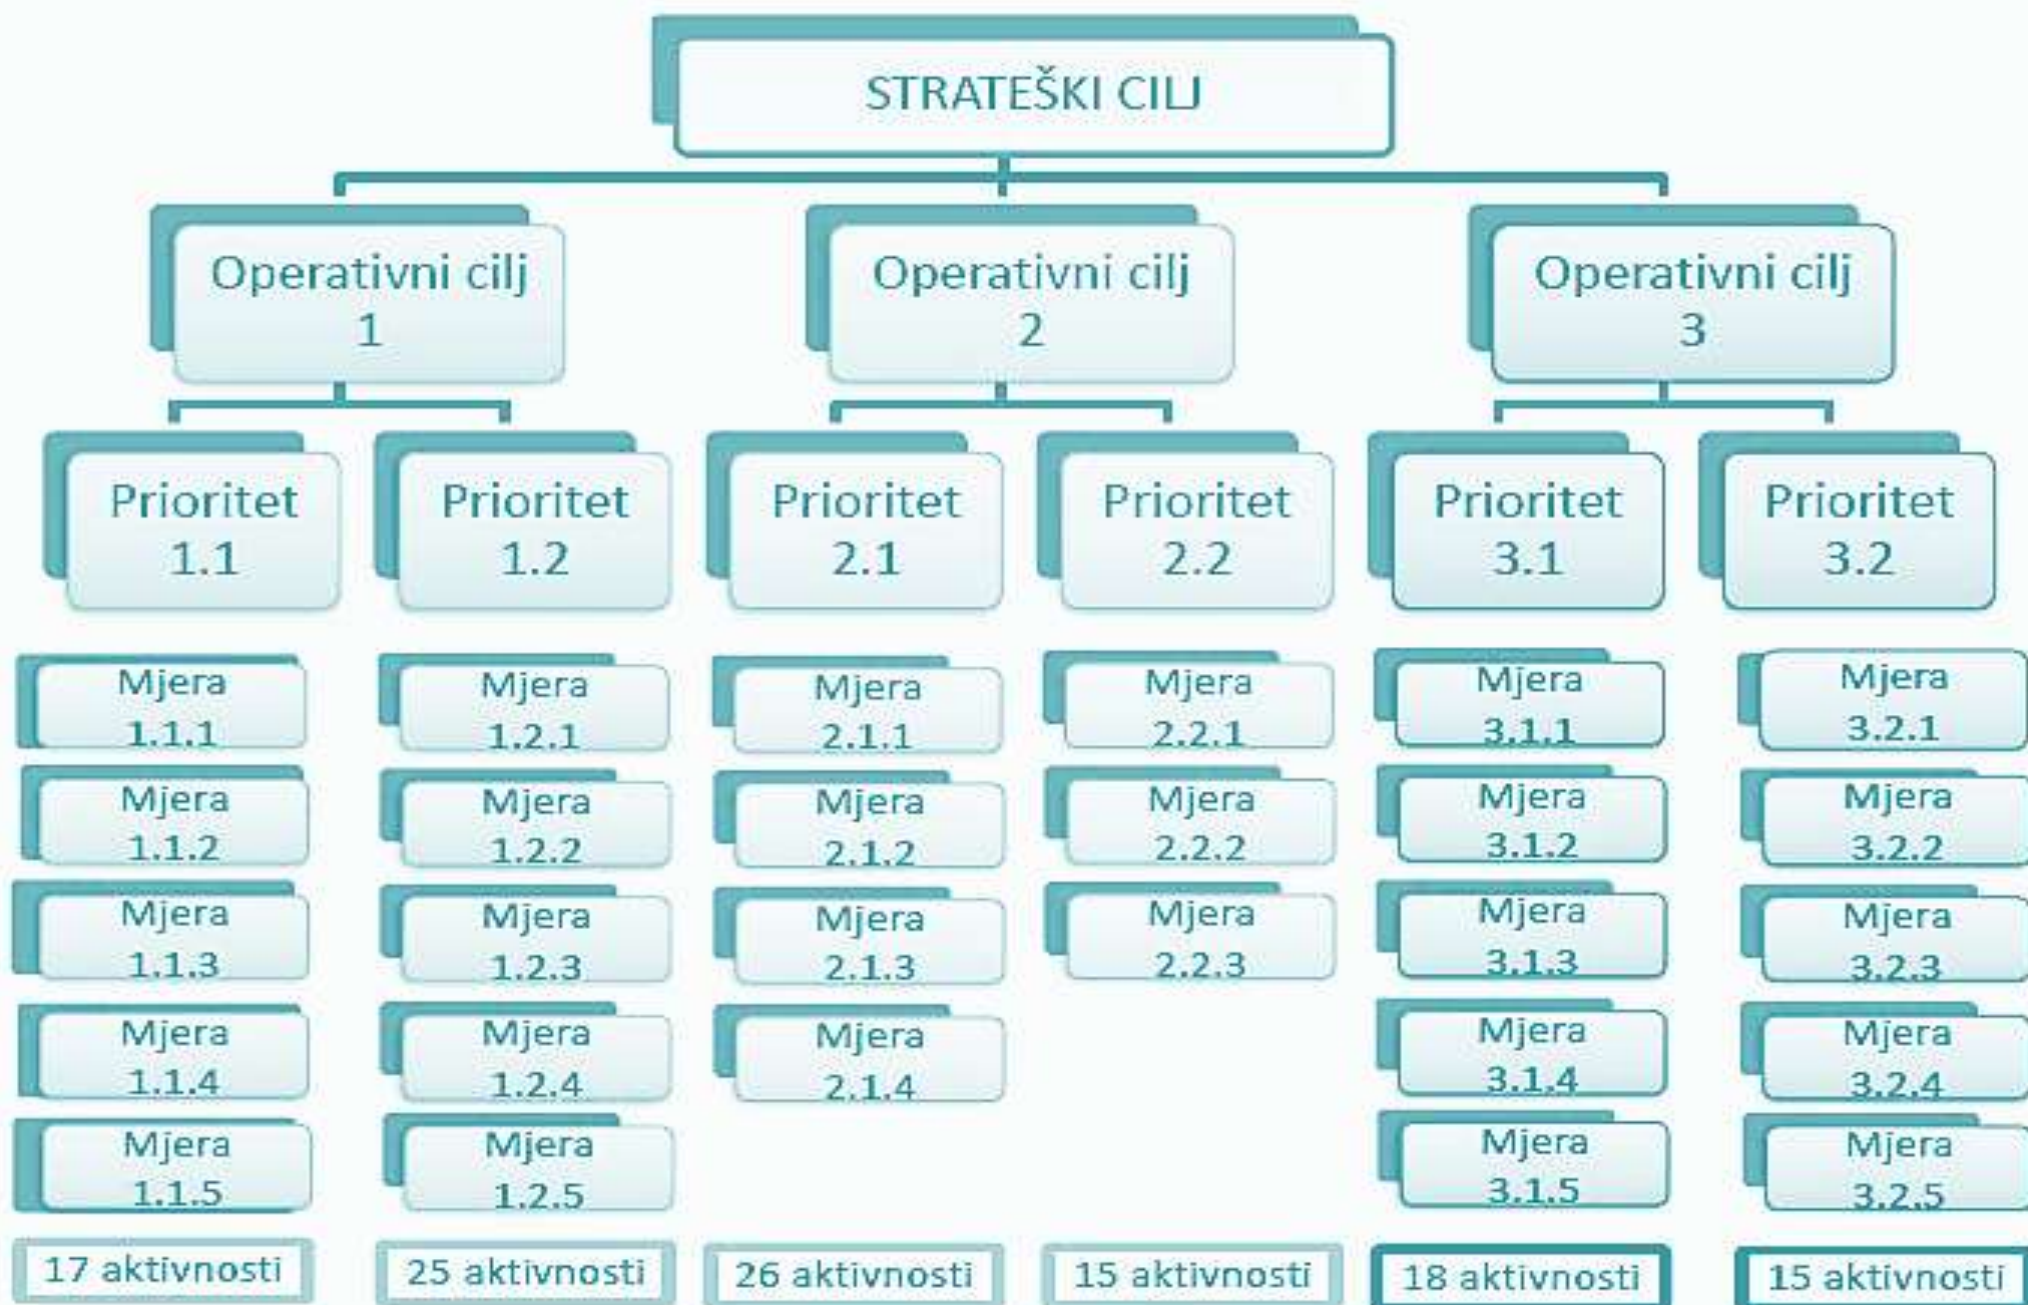 STRATEŠKI CILJ
Operativni cilj
1
Operativni cilj
2
Operativni cilj
3
Prioritet
1.1
Prioritet
1.2
Prioritet
2.1
Prioritet
2.2
Prioritet
3.1
Prioritet
3.2
Mjera
1.1.1
Mjera
1.2.1
Mjera
2.1.1
Mjera
2.2.1
Mjera
3.1.1
Mjera
3.2.1
Mjera
1.1.2
Mjera
1.2.2
Mjera
2.1.2
Mjera
2.2.2
Mjera
3.1.2
Mjera
3.2.2
Mjera
1.1.3
Mjera
1.2.3
Mjera
2.1.3
Mjera
2.2.3
Mjera
3.1.3
Mjera
3.2.3
Mjera
1.1.4
Mjera
1.2.4
Mjera
2.1.4
Mjera
3.1.4
Mjera
3.2.4
Mjera
1.1.5
Mjera
1.2.5
Mjera
3.1.5
Mjera
3.2.5
17 aktivnosti
25 aktivnosti
26 aktivnosti
15 aktivnosti
18 aktivnosti
15 aktivnosti